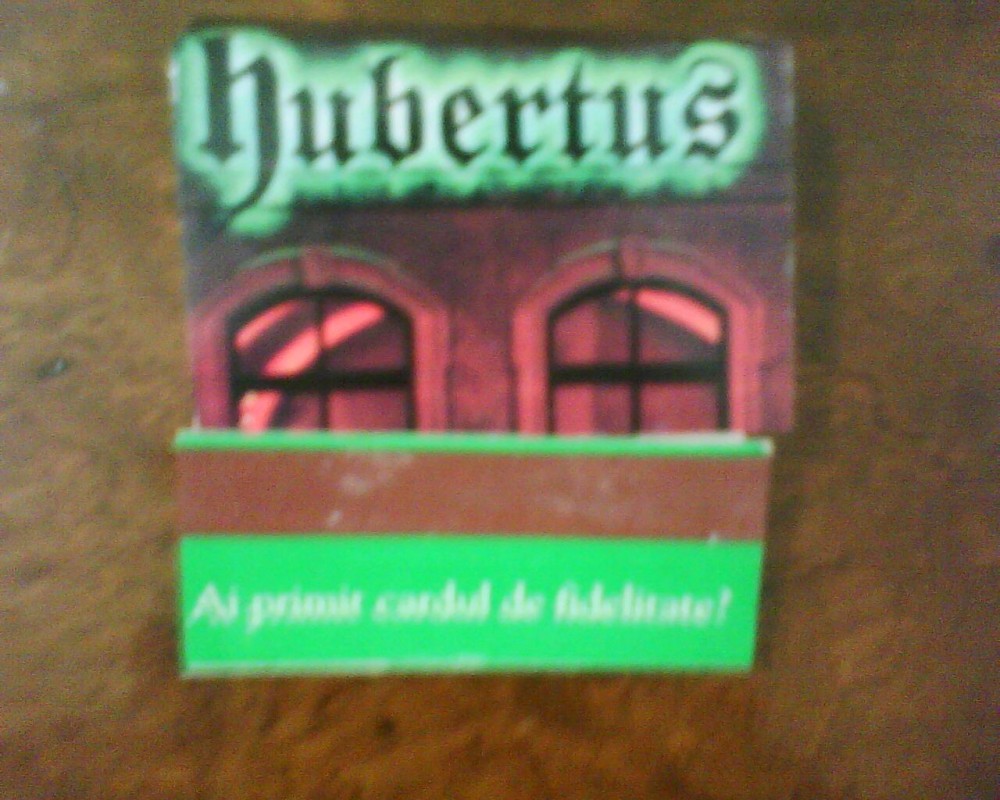 Hubertus
Ai primit cardul de fidelitate?